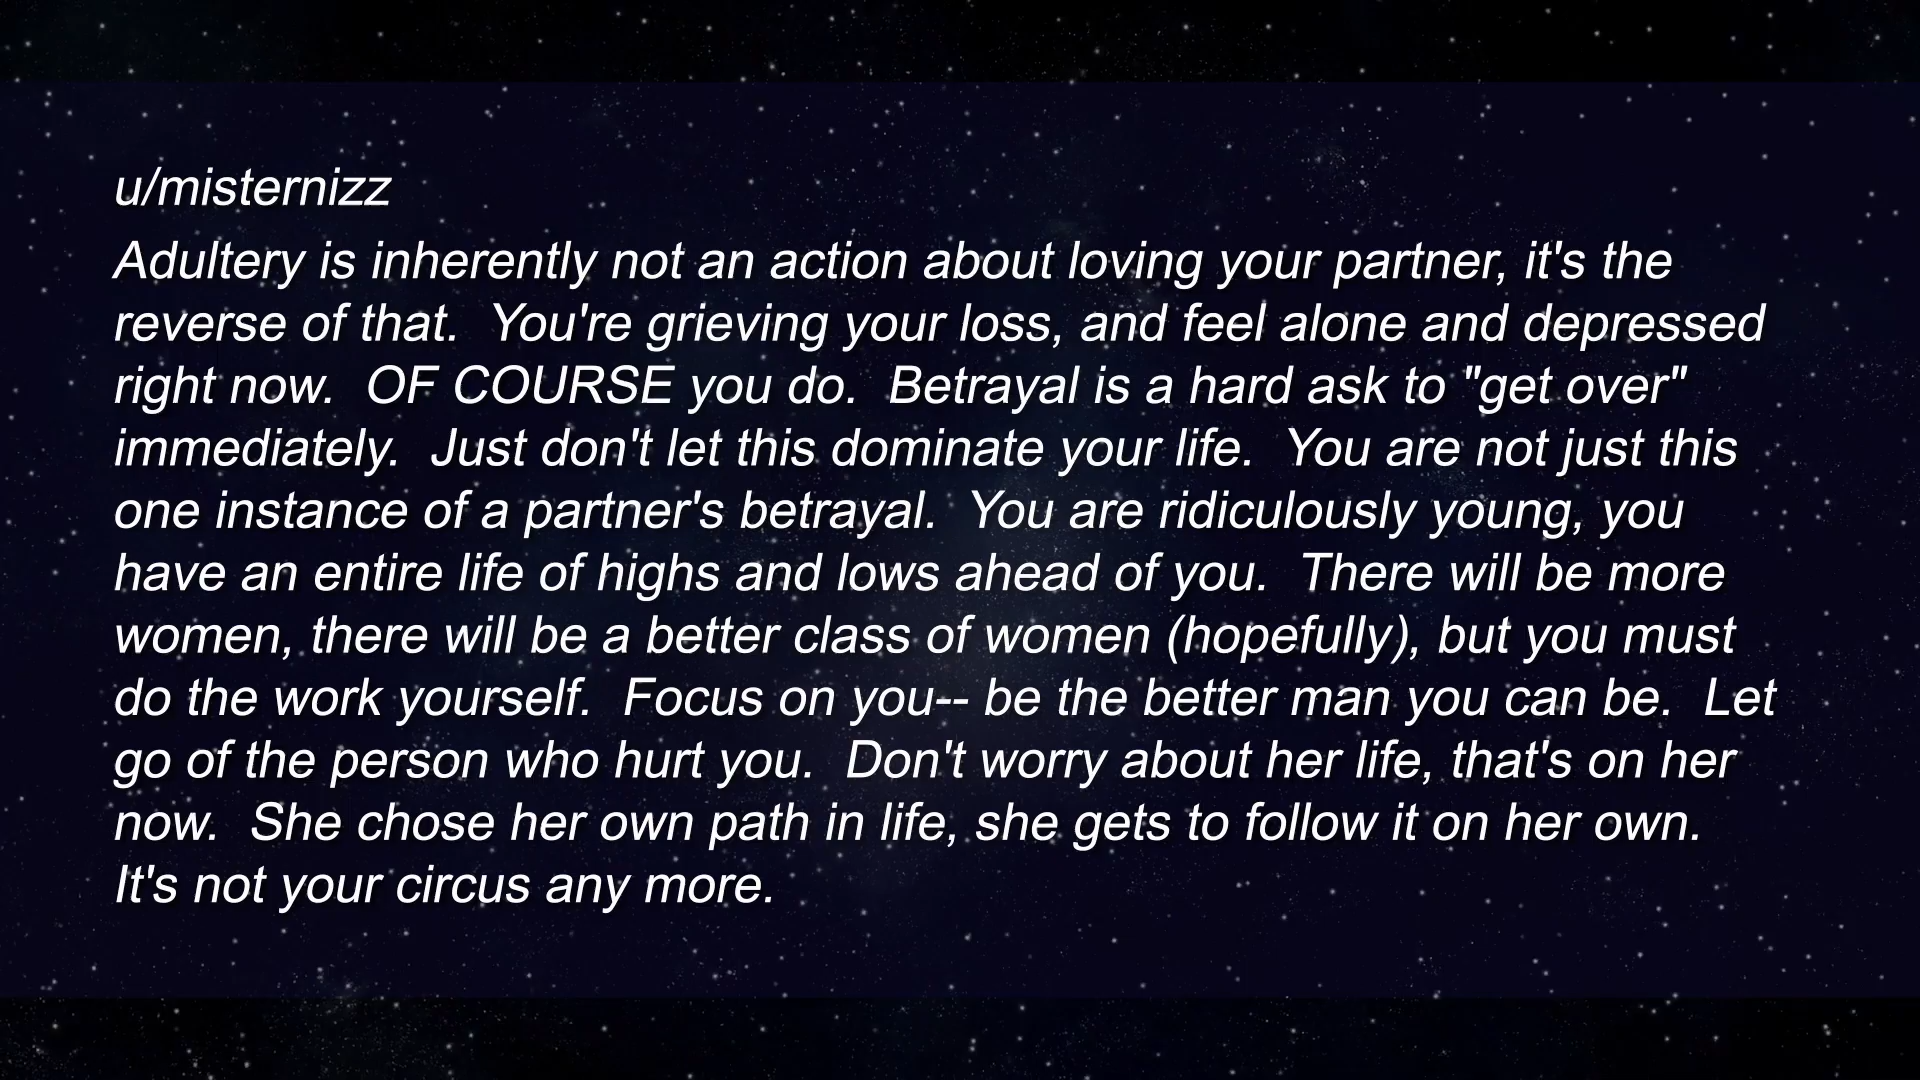 u/misternizz
Adultery is inherently not an action about loving your partner, it's the
reverse of that.  You're grieving your loss, and feel alone and depressed
right now.  OF COURSE you do.  Betrayal is a hard ask to "get over"
immediately.  Just don't let this dominate your life.  You are not just this
one instance of a partner's betrayal.  You are ridiculously young, you
have an entire life of highs and lows ahead of you.  There will be more
women, there will be a better class of women (hopefully), but you must
do the work yourself.  Focus on you-- be the better man you can be.  Let
go of the person who hurt you.  Don't worry about her life, that's on her
now.  She chose her own path in life, she gets to follow it on her own.
It's not your circus any more.